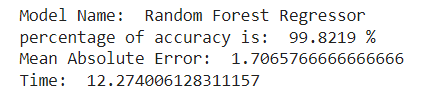 Model Name:  Random Forest Regressor
percentage of accuracy is:  99.8219 %
Mean Absolute Error:  1.7065766666666666
Time:  12.274006128311157